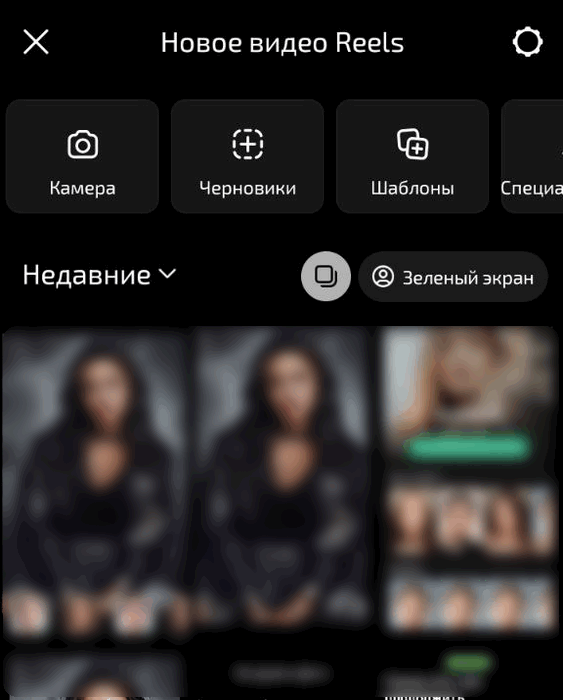 Новое видео Reels
Камера
Черновики
Шаблоны
Недавние
Зеленый экран